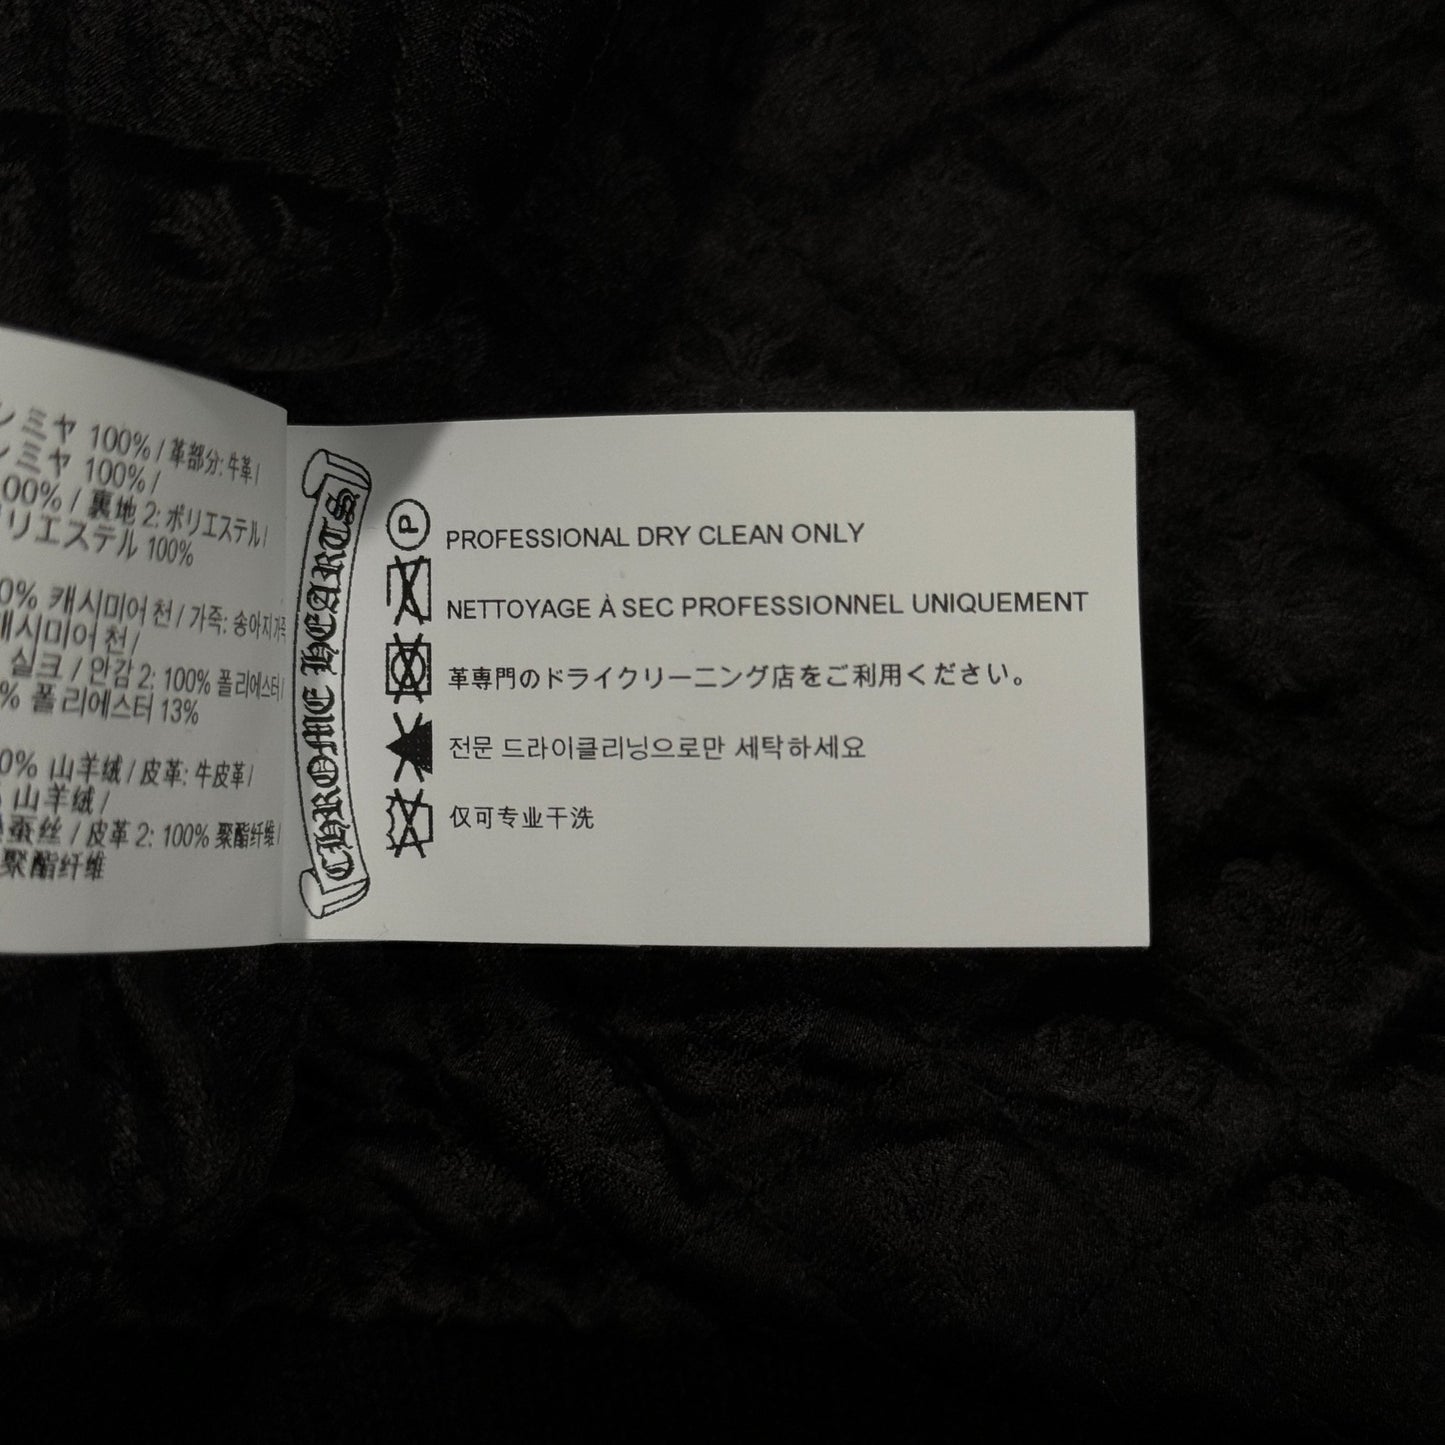 ミヤ 100% / 革部分: 牛革 /
ミヤ 100% /
00% / 裏地 2: ポリエステル /
リエステル 100%
0% 캐시미어 천 / 가죽: 송아지가죽
캐시미어 천 /
실크 / 안감 2: 100% 폴리에스터 /
% 폴리에스터 13%
0% 山羊绒 / 皮革: 牛皮革 /
山羊绒 /
蚕丝 / 皮革 2: 100% 聚酯纤维 /
聚酯纤维
CHROME HEARTS
P
PROFESSIONAL DRY CLEAN ONLY
NETTOYAGE À SEC PROFESSIONNEL UNIQUEMENT
革専門のドライクリーニング店をご利用ください。
전문 드라이클리닝으로만 세탁하세요
仅可专业干洗